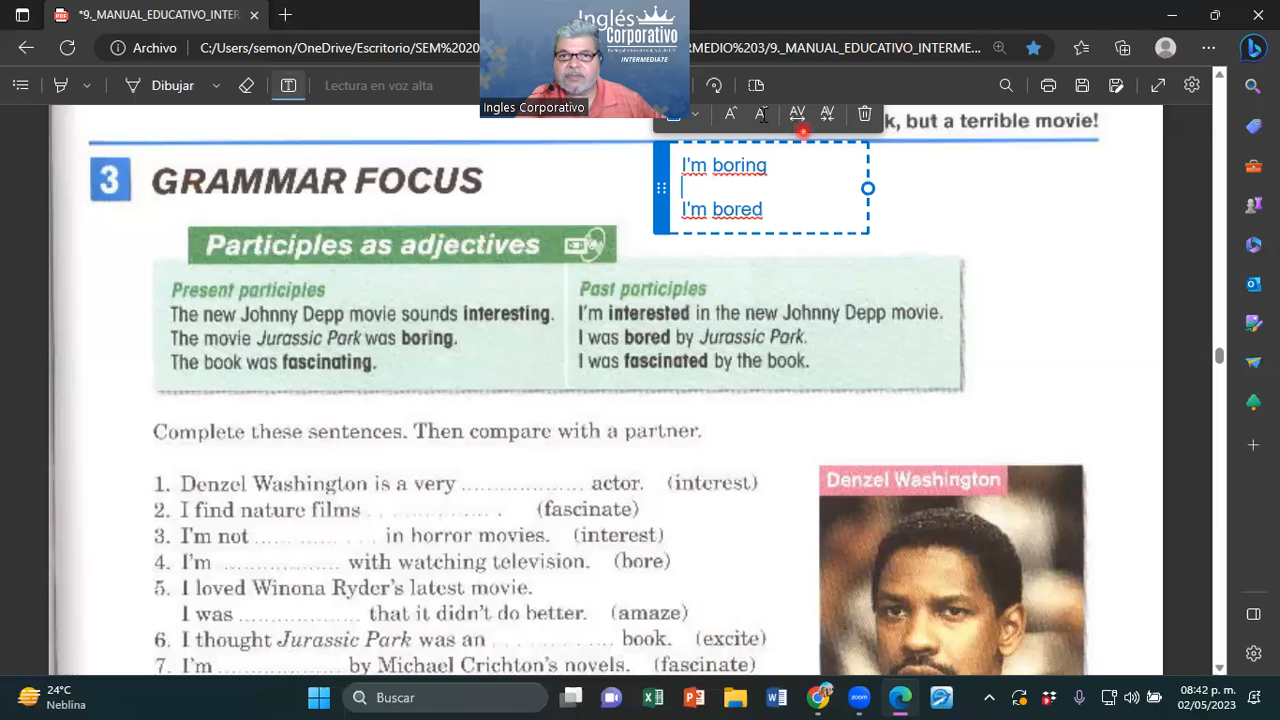 *9._MANUAL_EDUCATIVO_INTER
Archivo
C:/Users/semon/OneDrive/Escritorio/SEM%20
MEDIO%203/9._MANUAL_EDUCATIVO_INTERME...
Dibujar
Lectura en voz alta
Inglés
Corporativo
INTERMEDIATE
Ingles Corporativo
k, but a terrible movie!
I'm boring
I'm bored
3 GRAMMAR FOCUS
Participles as adjectives
Present participles
The new Johnny Depp movie sounds interesting.
The movie Jurassic Park was boring.
The book was fascinating.
Past participles
I'm interested in the new Johnny Depp movie.
I was bored by Jurassic Park.
I was fascinated by the book.
Complete these sentences. Then compare with a partner.
1. Denzel Washington is a very ................ actor. (interest)
2. I find nature films ................ (fascinate)
3. I'm not ................ in horror movies. (interest)
4. I'm ................ with watching television. (bore)
5. I loved Winona Ryder's latest movie.
I was ................ that it didn't do better. (amaze)
6. I thought Jurassic Park was an ................ book. (excite)
7. I'm ................ by Michael Crichton's novels. (fascinate)
Denzel Washington
24°C
Neblina
Buscar
08:42 p. m.
02/05/2023